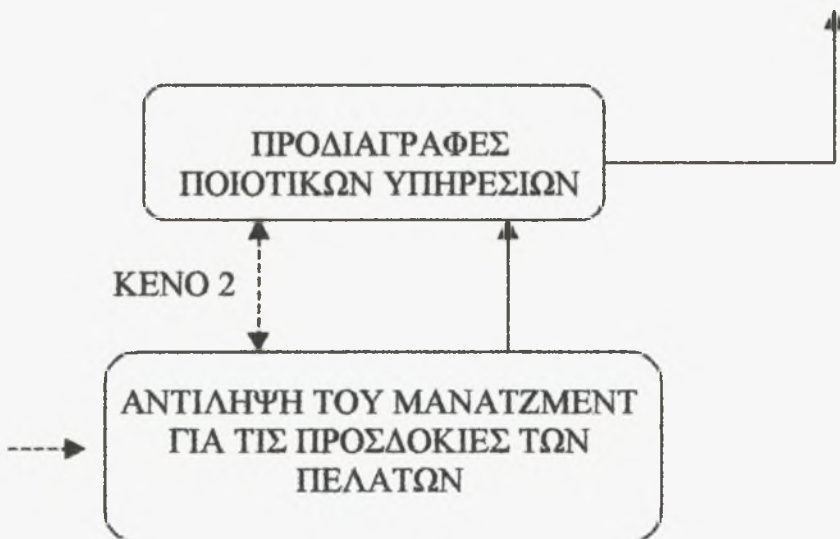 ΠΡΟΔΙΑΓΡΑΦΕΣ
ΠΟΙΟΤΙΚΩΝ ΥΠΗΡΕΣΙΩΝ
ΚΕΝΟ 2
ΑΝΤΙΛΗΨΗ ΤΟΥ ΜΑΝΑΤΖΜΕΝΤ
ΓΙΑ ΤΙΣ ΠΡΟΣΔΟΚΙΕΣ ΤΩΝ
ΠΕΛΑΤΩΝ